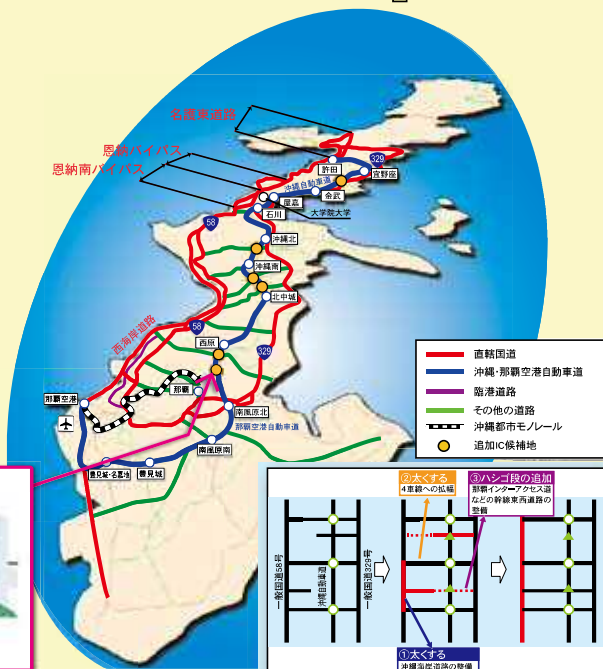 名護東道路
恩納バイパス
恩納南バイパス
329
許田
宜野座
沖縄自動車道
金武
屋嘉
石川
大学院大学
58
沖縄北
沖縄南
北中城
西海岸道路
58
西原
329
那覇空港
那覇
南風原北
那覇空港自動車道
南風原南
豊見城・名嘉地
豊見城
直轄国道
沖縄・那覇空港自動車道
臨港道路
その他の道路
沖縄都市モノレール
追加IC候補地
②太くする
4車線への拡幅
③ハシゴ段の追加
那覇インターアクセス道
などの幹線東西道路の
整備
一般国道58号
沖縄自動車道
一般国道329号
①太くする
沖縄海岸道路の整備